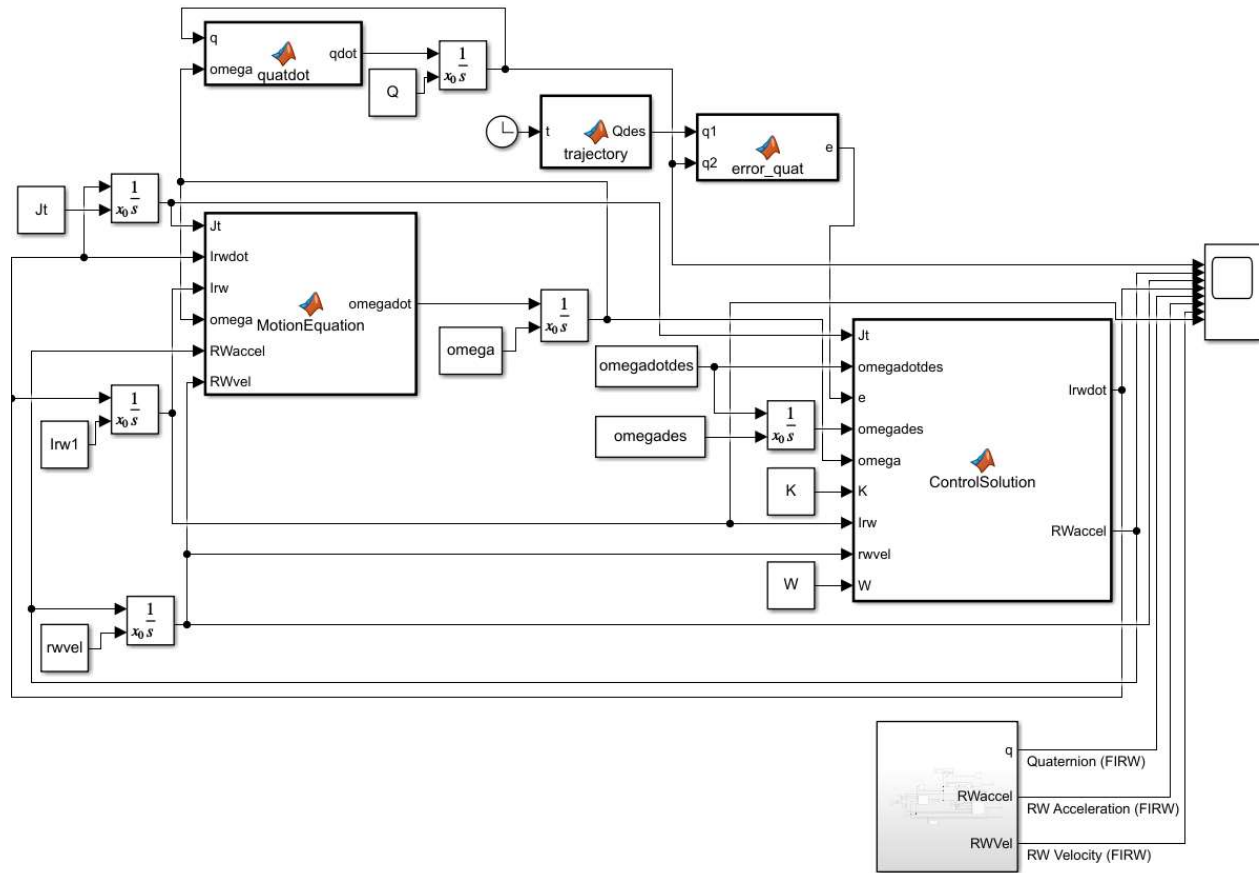 q
omega
qdot
quatdot
1
x₀ s
Q
t
Qdes
trajectory
q1
q2
e
error_quat
Jt
1
x₀ s
Jt
Irwdot
Irw
omega
RWaccel
RWvel
omegadot
MotionEquation
omega
1
x₀ s
Irw1
1
x₀ s
omegadotdes
omegades
1
x₀ s
K
W
Jt
omegadotdes
e
omegades
omega
K
Irw
rwvel
W
Irwdot
RWaccel
ControlSolution
rwvel
1
x₀ s
q
RWaccel
RWVel
Quaternion (FIRW)
RW Acceleration (FIRW)
RW Velocity (FIRW)